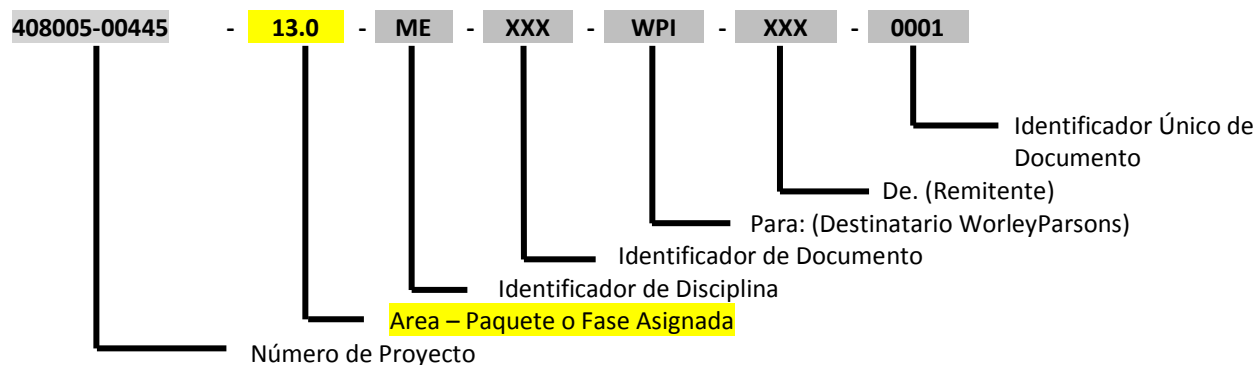 408005-00445 - 13.0 - ME - XXX - WPI - XXX - 0001
Identificador Único de
Documento
De. (Remitente)
Para: (Destinatario WorleyParsons)
Identificador de Documento
Identificador de Disciplina
Area – Paquete o Fase Asignada
Número de Proyecto